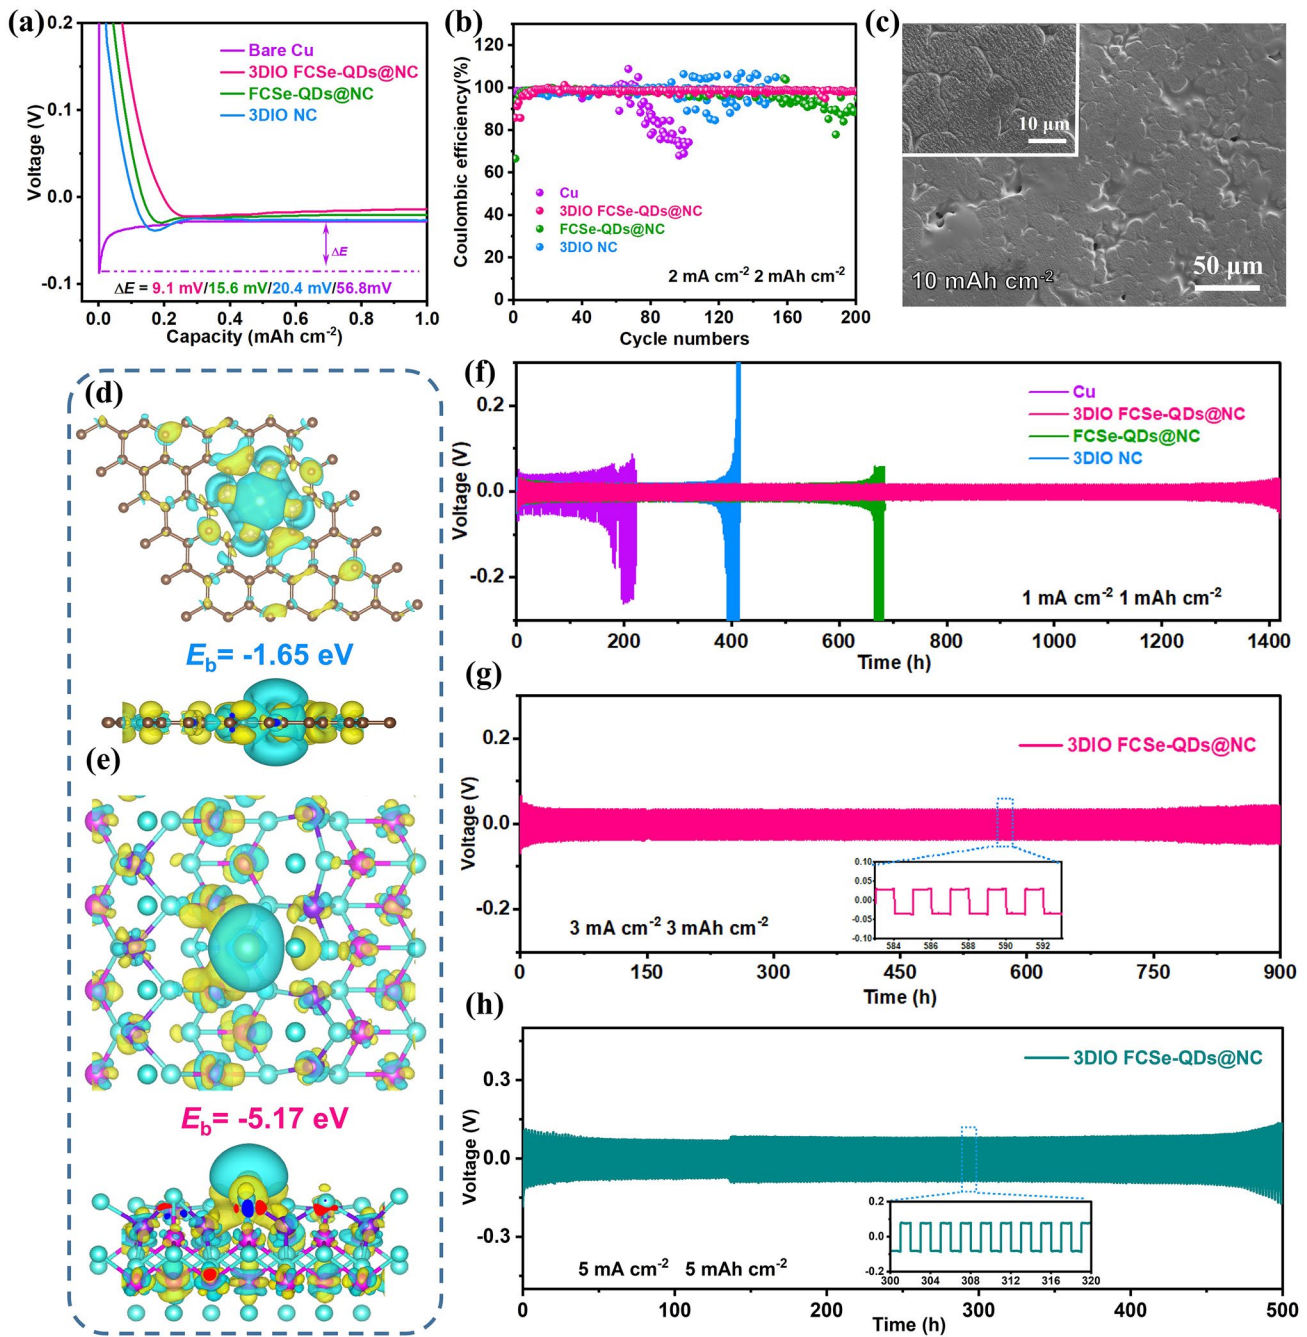 (a)
0.2
0.1
0.0
-0.1
Voltage (V)
Bare Cu
3DIO FCSe-QDs@NC
FCSe-QDs@NC
3DIO NC
ΔE
ΔE = 9.1 mV/15.6 mV/20.4 mV/56.8mV
0.0 0.2 0.4 0.6 0.8 1.0
Capacity (mAh cm-2)
(b)
120
100
80
60
40
20
0
Coulombic efficiency(%)
Cu
3DIO FCSe-QDs@NC
FCSe-QDs@NC
3DIO NC
2 mA cm-2 2 mAh cm-2
0 40 80 120 160 200
Cycle numbers
(c)
10 μm
10 mAh cm-2
50 μm
(d)
Eb= -1.65 eV
(e)
Eb= -5.17 eV
(f)
0.2
0.0
-0.2
Voltage (V)
Cu
3DIO FCSe-QDs@NC
FCSe-QDs@NC
3DIO NC
1 mA cm-2 1 mAh cm-2
0 200 400 600 800 1000 1200 1400
Time (h)
(g)
0.2
0.0
-0.2
Voltage (V)
3DIO FCSe-QDs@NC
0.10
0.05
0.00
-0.05
-0.10
584 586 588 590 592
3 mA cm-2 3 mAh cm-2
0 150 300 450 600 750 900
Time (h)
(h)
0.3
0.0
-0.3
Voltage (V)
3DIO FCSe-QDs@NC
0.2
0.0
-0.2
300 304 308 312 316 320
5 mA cm-2 5 mAh cm-2
0 100 200 300 400 500
Time (h)